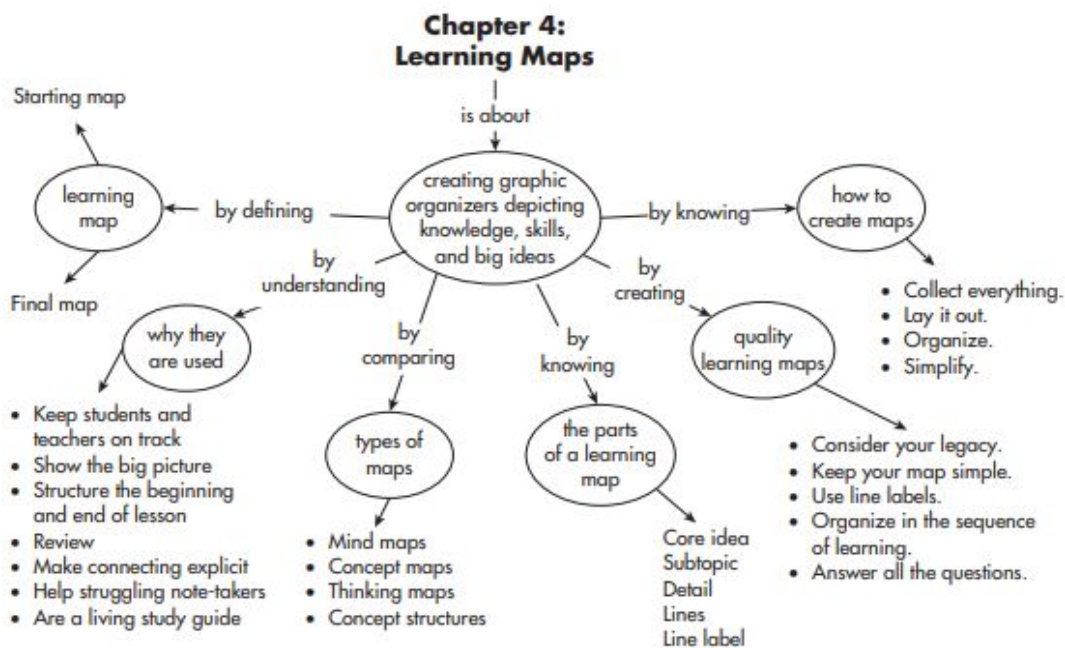 Chapter 4:
Learning Maps
is about
creating graphic
organizers depicting
knowledge, skills,
and big ideas
by defining
learning
map
Starting map
Final map
by
understanding
why they
are used
• Keep students and
teachers on track
• Show the big picture
• Structure the beginning
and end of lesson
• Review
• Make connecting explicit
• Help struggling note-takers
• Are a living study guide
by
comparing
types of
maps
• Mind maps
• Concept maps
• Thinking maps
• Concept structures
by
knowing
the parts
of a learning
map
Core idea
Subtopic
Detail
Lines
Line label
by
creating
quality
learning maps
• Consider your legacy.
• Keep your map simple.
• Use line labels.
• Organize in the sequence
of learning.
• Answer all the questions.
by knowing
how to
create maps
• Collect everything.
• Lay it out.
• Organize.
• Simplify.